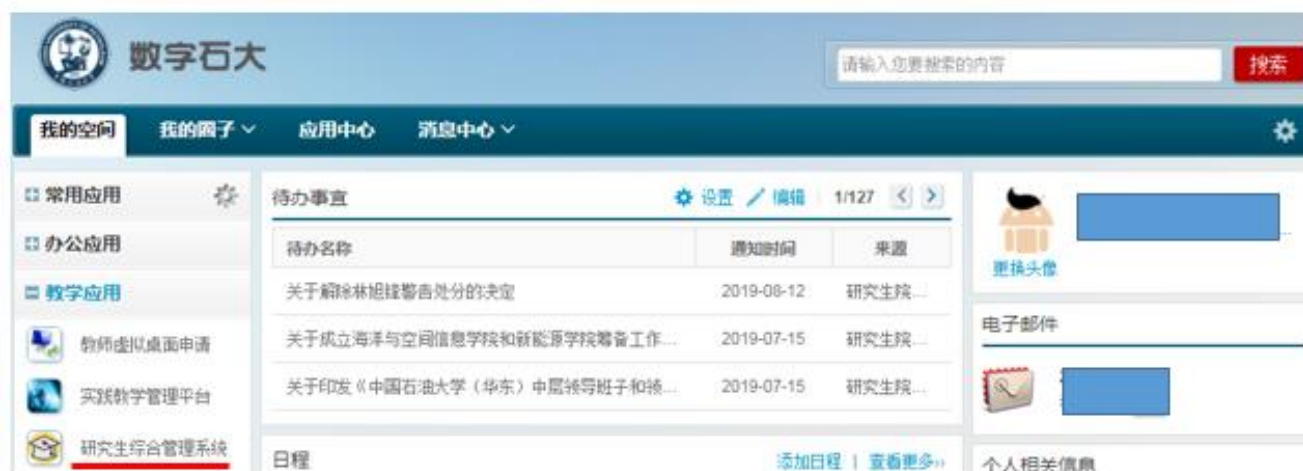 数字石大
请输入您要搜索的内容
搜索
我的空间 我的圈子 应用中心 消息中心
常用应用
办公应用
教学应用
教师虚拟桌面申请
实践教学管理平台
研究生综合管理系统
待办事宜 设置 编辑 1/127
待办名称 通知时间 来源
关于解除林旭锋警告处分的决定 2019-08-12 研究生院...
关于成立海洋与空间信息学院和新能源学院筹备工作... 2019-07-15 研究生院...
关于印发《中国石油大学（华东）中层领导班子和领... 2019-07-15 研究生院...
日程 添加日程 | 查看更多»
更换头像
电子邮件
个人相关信息